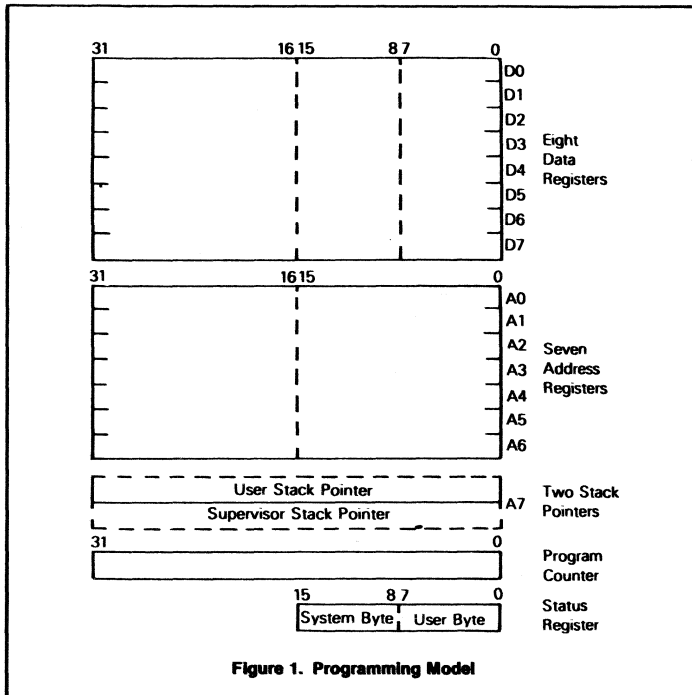 31 16 15 8 7 0
D0
D1
D2
D3
D4
D5
D6
D7
Eight
Data
Registers
31 16 15 0
A0
A1
A2
A3
A4
A5
A6
Seven
Address
Registers
User Stack Pointer
Supervisor Stack Pointer
A7
Two Stack
Pointers
31 0
Program
Counter
15 8 7 0
System Byte User Byte
Status
Register
Figure 1. Programming Model